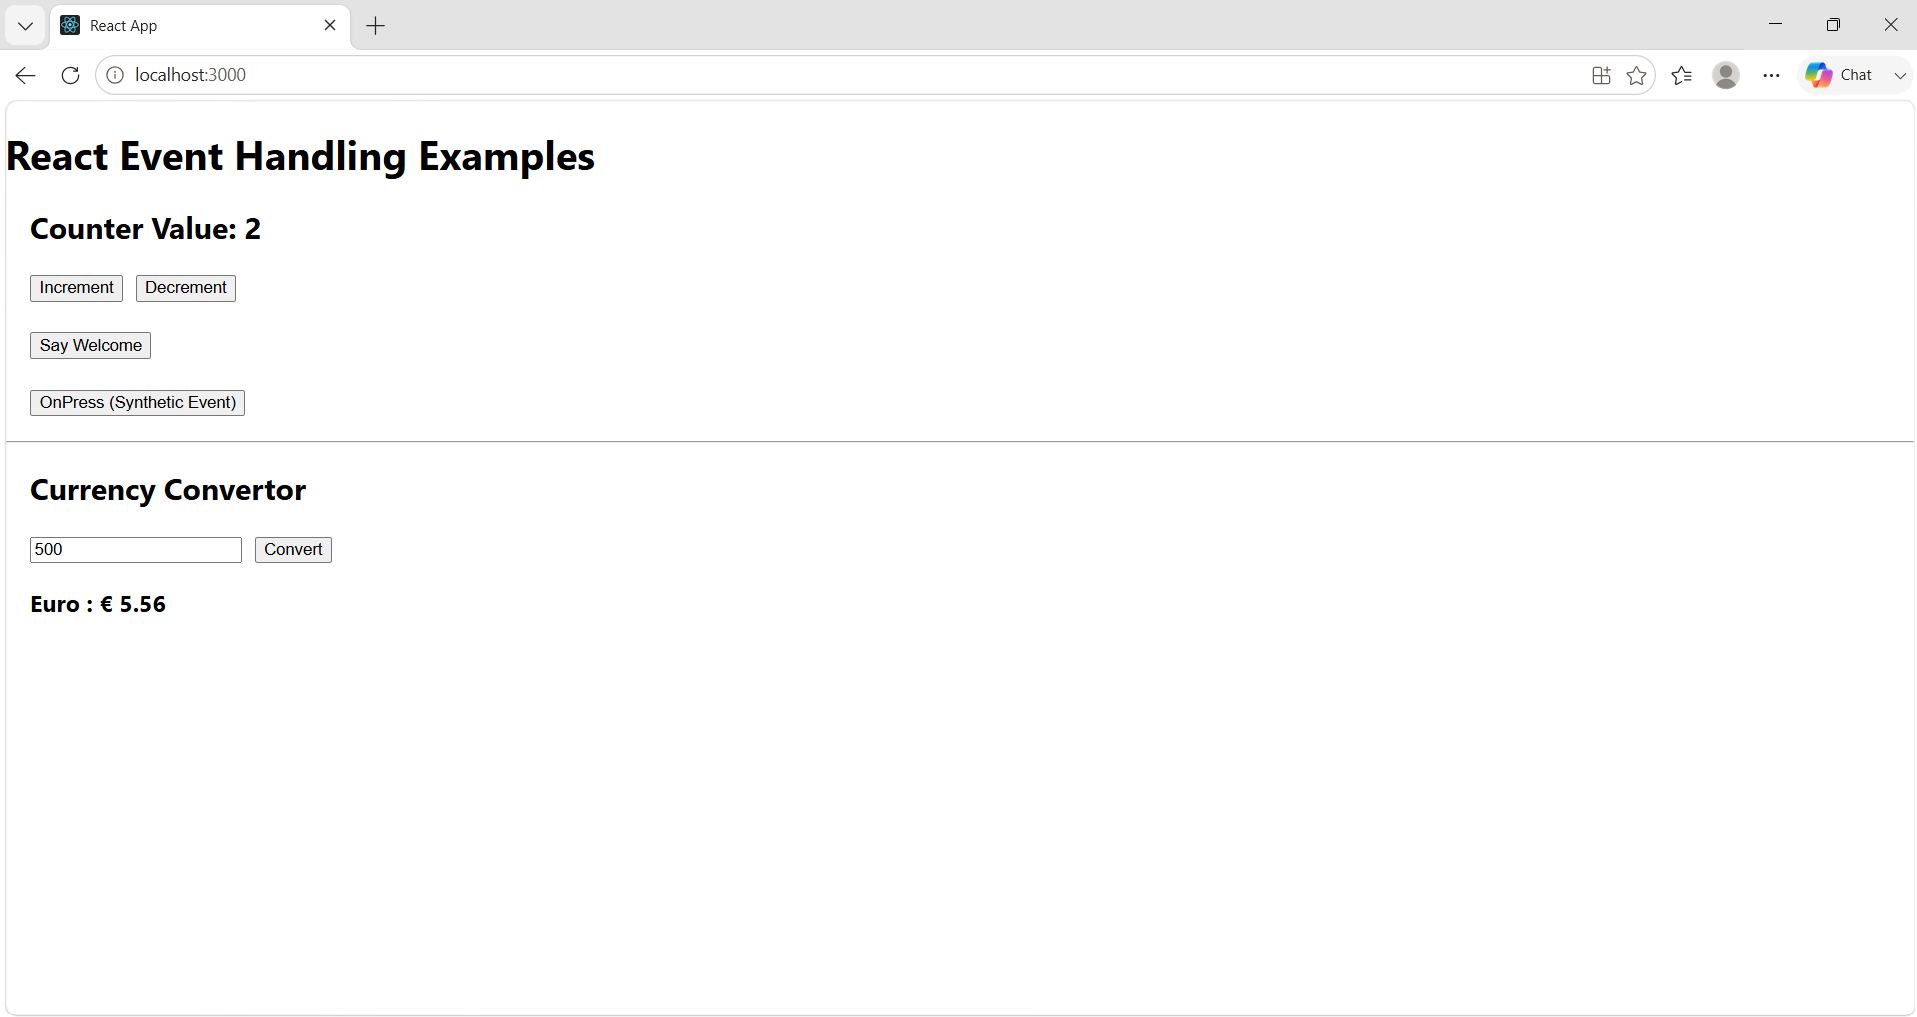 React App
localhost:3000
Chat
React Event Handling Examples
Counter Value: 2
Increment Decrement
Say Welcome
OnPress (Synthetic Event)
Currency Convertor
500 Convert
Euro : € 5.56